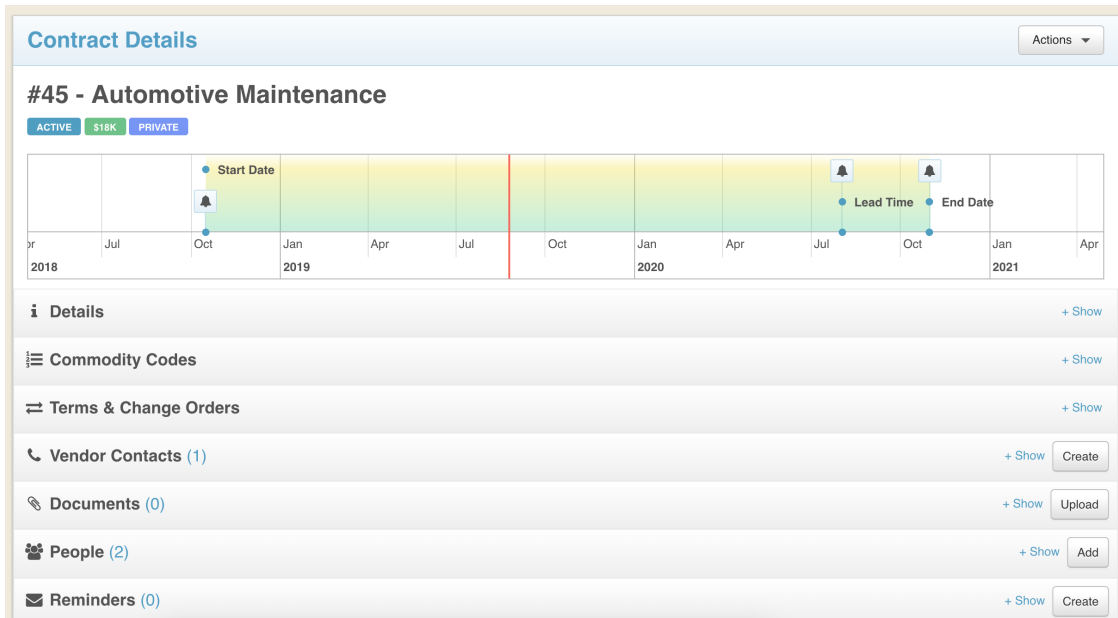 Contract Details
Actions
#45 - Automotive Maintenance
ACTIVE $18K PRIVATE
Start Date
Lead Time End Date
pr Jul Oct Jan Apr Jul Oct Jan Apr Jul Oct Jan Apr
2018 2019 2020 2021
Details + Show
Commodity Codes + Show
Terms & Change Orders + Show
Vendor Contacts (1) + Show Create
Documents (0) + Show Upload
People (2) + Show Add
Reminders (0) + Show Create